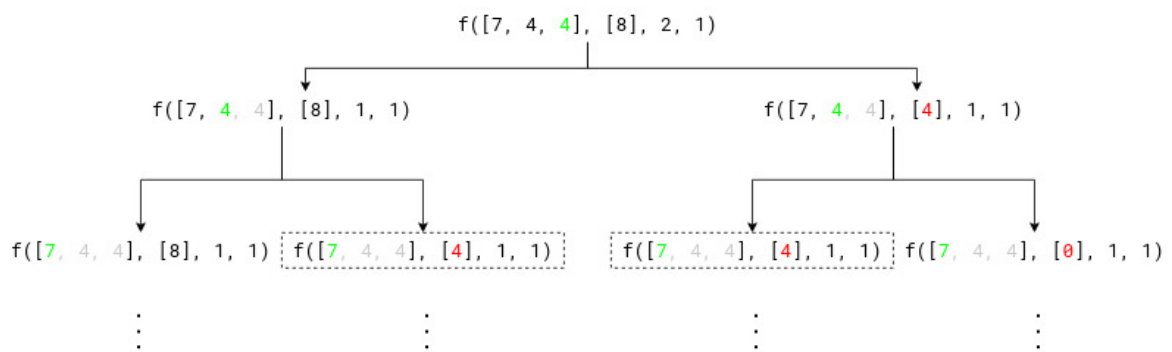 f([7, 4, 4], [8], 2, 1)
f([7, 4, 4], [8], 1, 1)
f([7, 4, 4], [4], 1, 1)
f([7, 4, 4], [8], 1, 1)
f([7, 4, 4], [4], 1, 1)
f([7, 4, 4], [4], 1, 1)
f([7, 4, 4], [0], 1, 1)